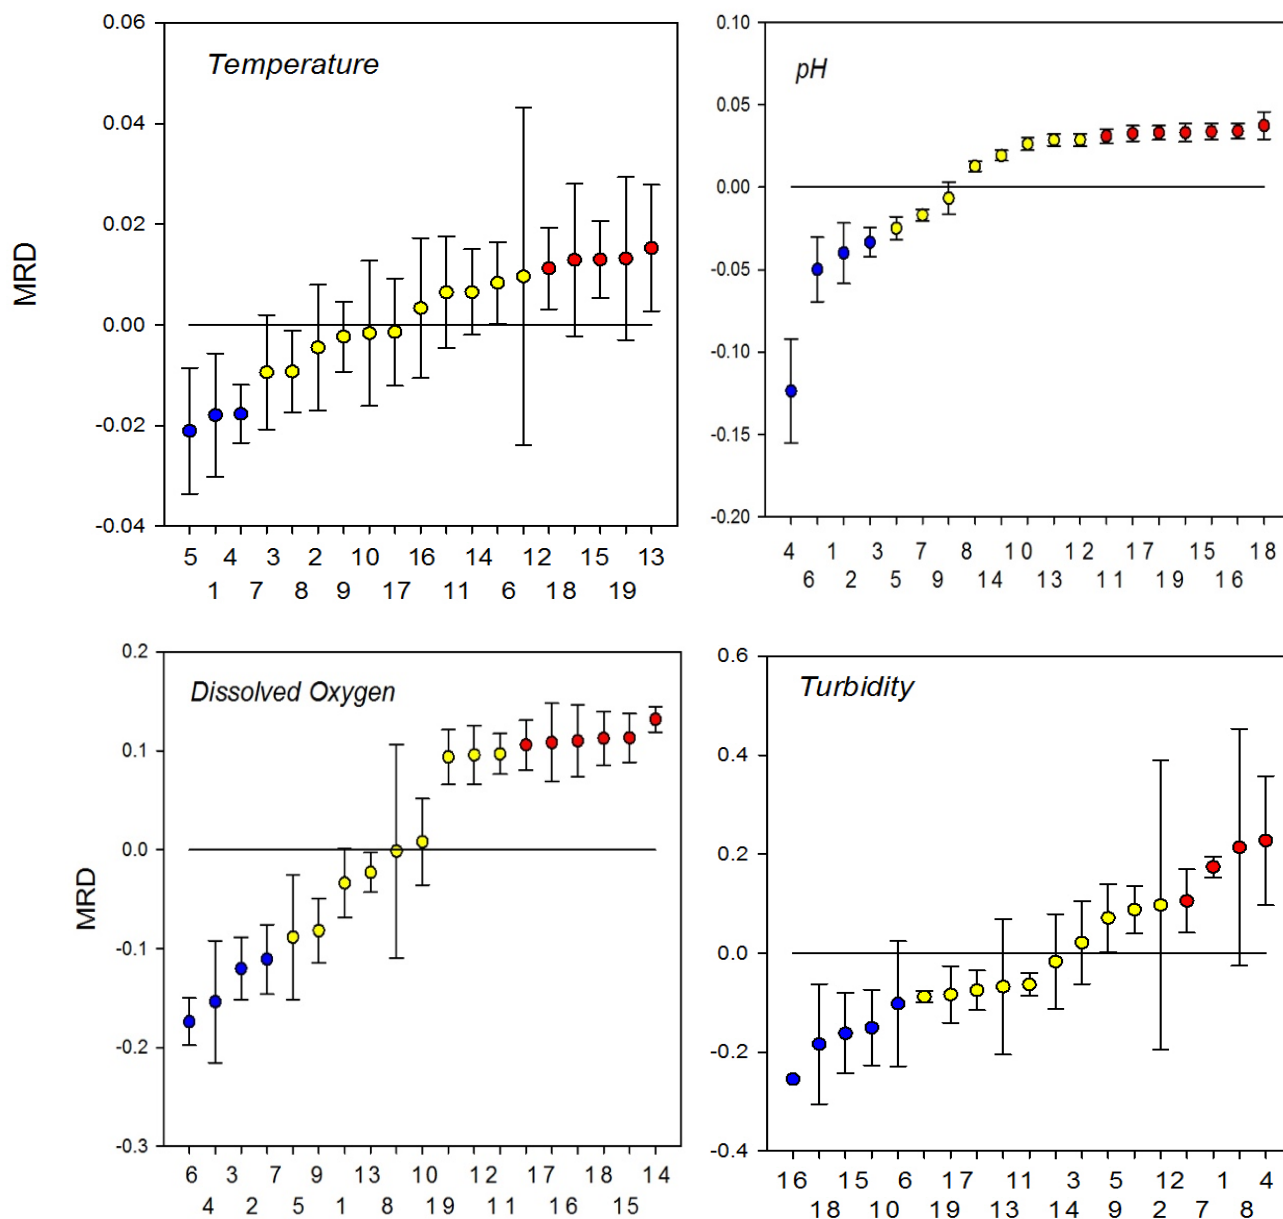 Temperature
MRD
0.06
0.04
0.02
0.00
-0.02
-0.04
5 4 3 2 10 16 14 12 15 13
1 7 8 9 17 11 6 18 19
pH
0.10
0.05
0.00
-0.05
-0.10
-0.15
-0.20
4 1 3 7 8 10 12 17 15 18
6 2 5 9 14 13 11 19 16
Dissolved Oxygen
MRD
0.2
0.1
0.0
-0.1
-0.2
-0.3
6 3 7 9 13 10 12 17 18 14
4 2 5 1 8 19 11 16 15
Turbidity
0.6
0.4
0.2
0.0
-0.2
-0.4
16 15 6 17 11 3 5 12 1 4
18 10 19 13 14 9 2 7 8